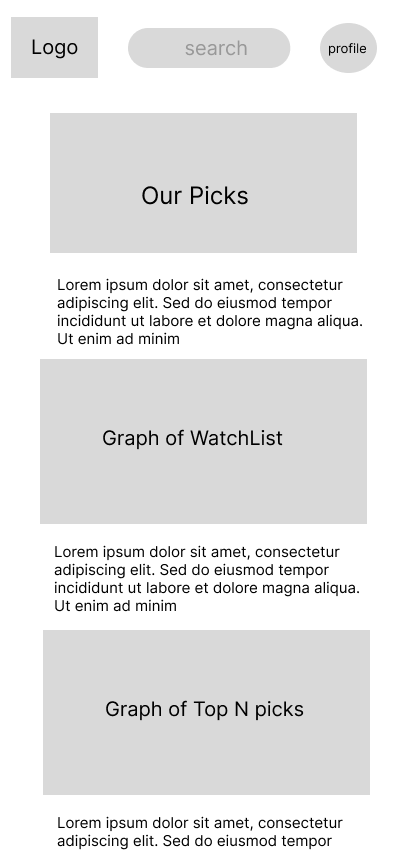 Logo
search
profile
Our Picks
Lorem ipsum dolor sit amet, consectetur
adipiscing elit. Sed do eiusmod tempor
incididunt ut labore et dolore magna aliqua.
Ut enim ad minim
Graph of WatchList
Lorem ipsum dolor sit amet, consectetur
adipiscing elit. Sed do eiusmod tempor
incididunt ut labore et dolore magna aliqua.
Ut enim ad minim
Graph of Top N picks
Lorem ipsum dolor sit amet, consectetur
adipiscing elit. Sed do eiusmod tempor